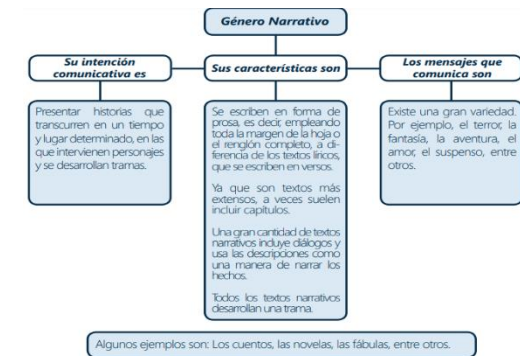 Género Narrativo
Su intención
comunicativa es
Presentar historias que
transcurren en un tiempo
y lugar determinado, en las
que intervienen personajes
y se desarrollan tramas.
Sus características son
Se escriben en forma de
prosa, es decir, empleando
toda la margen de la hoja o
el renglón completo, a di-
ferencia de los textos líricos,
que se escriben en versos.
Ya que son textos más
extensos, a veces suelen
incluir capítulos.
Una gran cantidad de textos
narrativos incluye diálogos y
usa las descripciones como
una manera de narrar los
hechos.
Todos los textos narrativos
desarrollan una trama.
Los mensajes que
comunica son
Existe una gran variedad.
Por ejemplo, el terror, la
fantasía, la aventura, el
amor, el suspenso, entre
otros.
Algunos ejemplos son: Los cuentos, las novelas, las fábulas, entre otros.